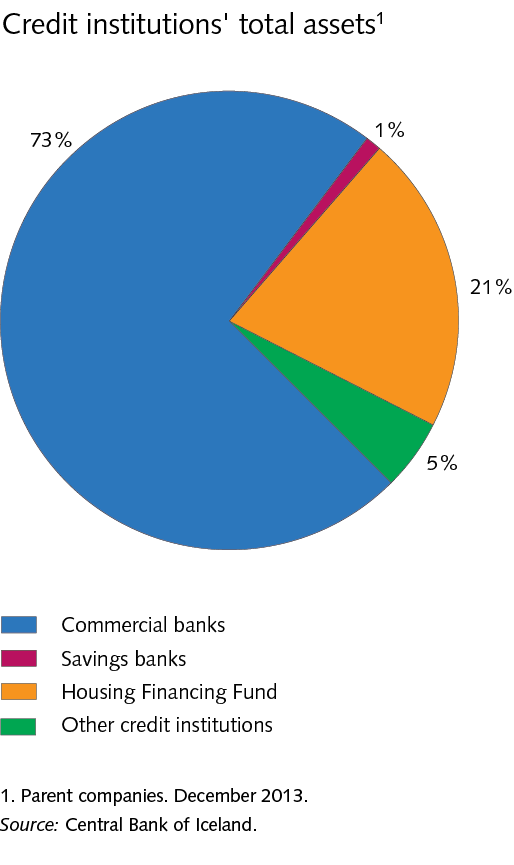 Credit institutions' total assets¹
73%
1%
21%
5%
Commercial banks
Savings banks
Housing Financing Fund
Other credit institutions
1. Parent companies. December 2013.
Source: Central Bank of Iceland.